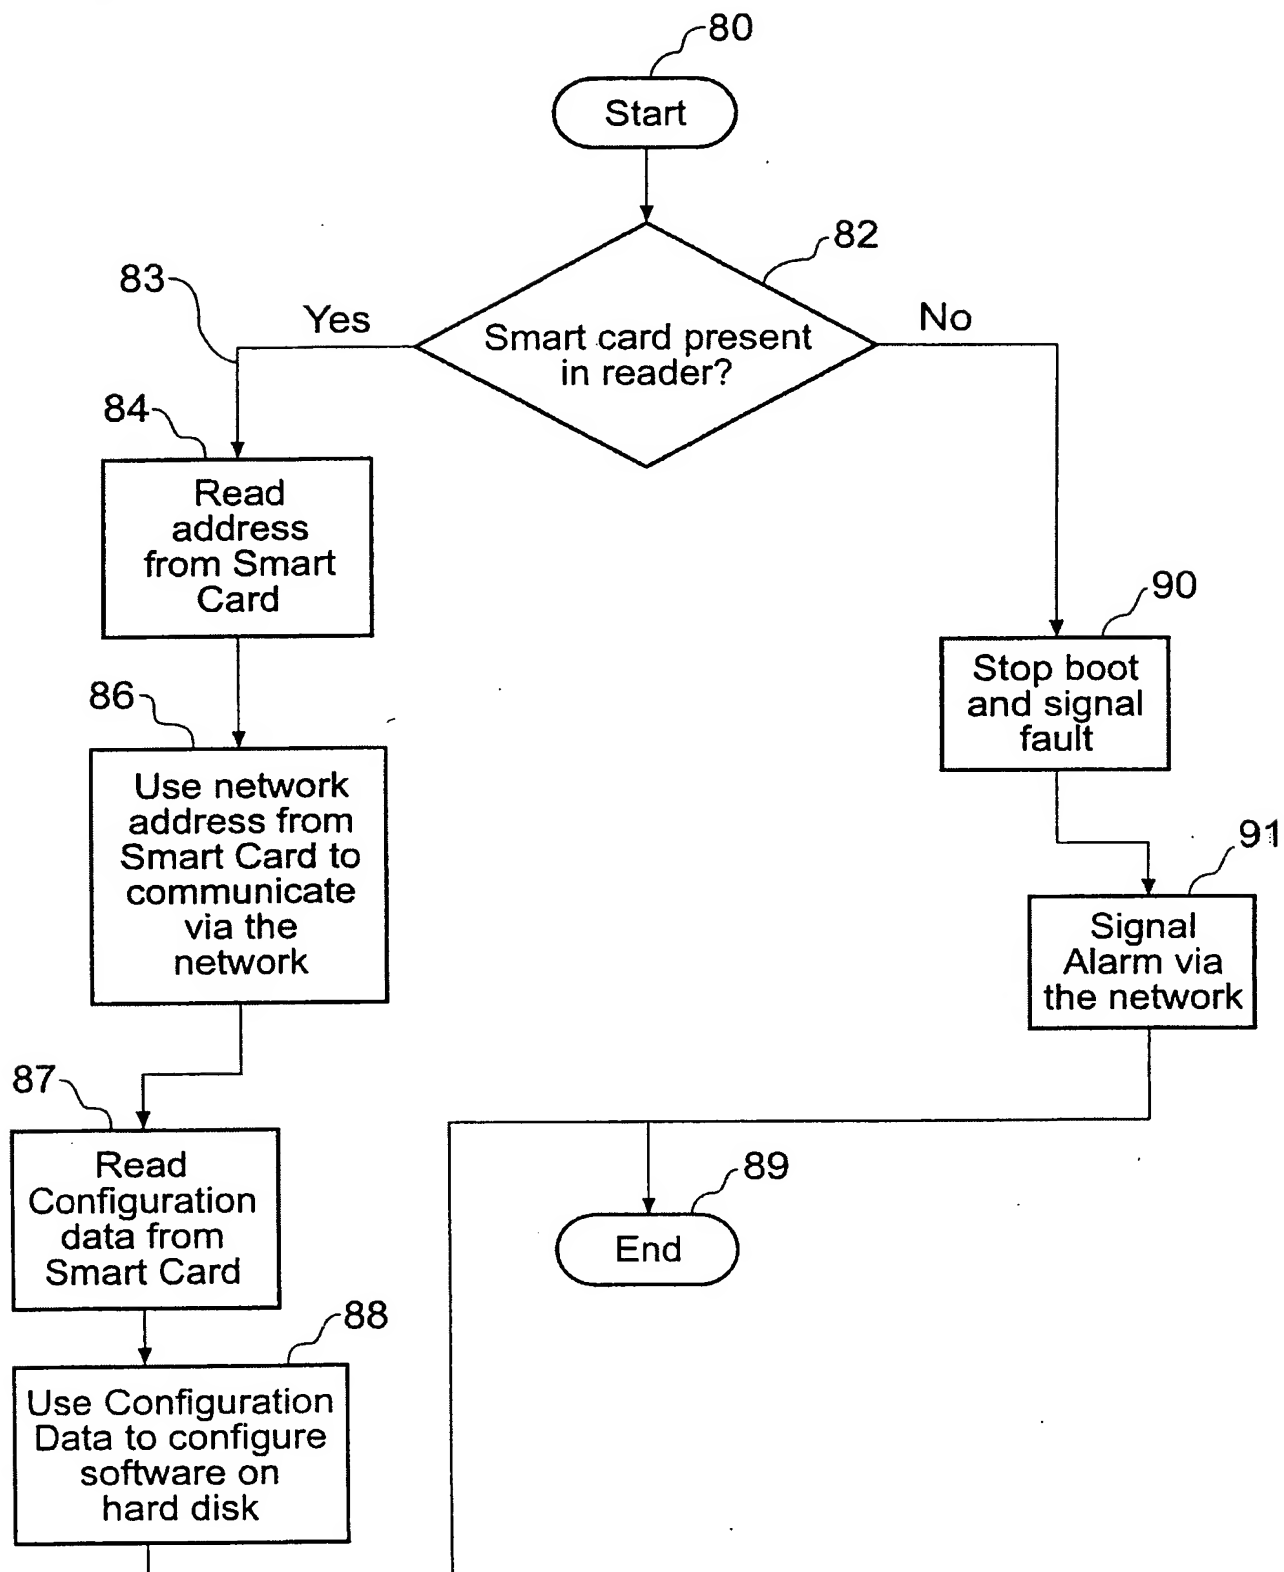 80
Start
82
83
Yes
No
Smart card present
in reader?
84
Read
address
from Smart
Card
90
Stop boot
and signal
fault
86
Use network
address from
Smart Card to
communicate
via the
network
91
Signal
Alarm via
the network
87
Read
Configuration
data from
Smart Card
89
End
88
Use Configuration
Data to configure
software on
hard disk